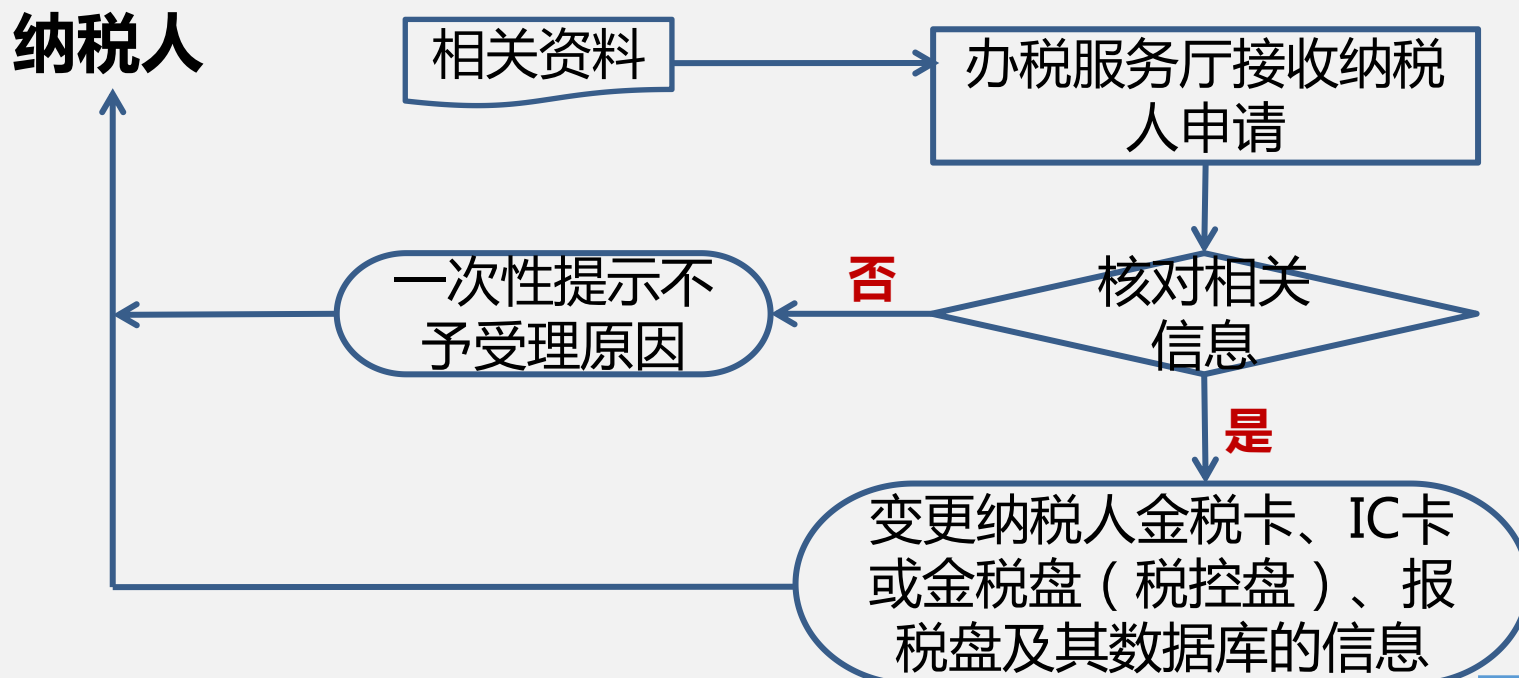 纳税人
相关资料
办税服务厅接收纳税
人申请
一次性提示不
予受理原因
否
核对相关
信息
是
变更纳税人金税卡、IC卡
或金税盘（税控盘）、报
税盘及其数据库的信息